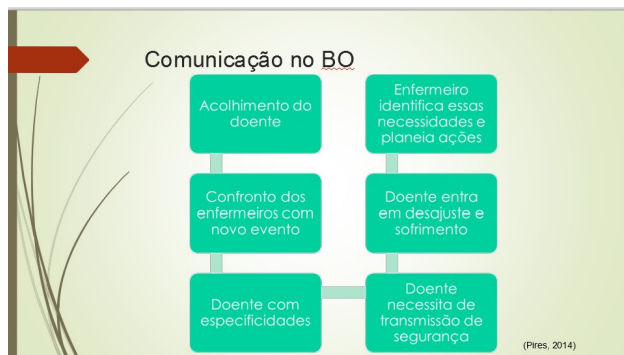 Comunicação no BO
Acolhimento do
doente
Confronto dos
enfermeiros com
novo evento
Doente com
especificidades
Doente
necessita de
transmissão de
segurança
Doente entra
em desajuste e
sofrimento
Enfermeiro
identifica essas
necessidades e
planeia ações
(Pires, 2014)